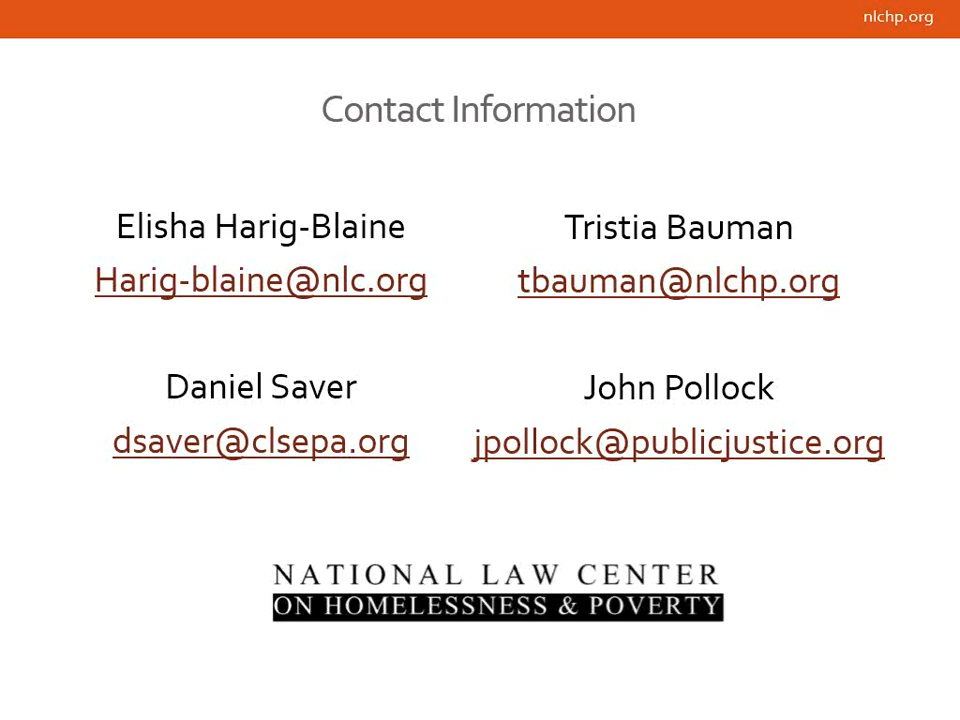 nlchp.org
Contact Information
Elisha Harig-Blaine
Harig-blaine@nlc.org
Tristia Bauman
tbauman@nlchp.org
Daniel Saver
dsaver@clsepa.org
John Pollock
jpollock@publicjustice.org
NATIONAL LAW CENTER
ON HOMELESSNESS & POVERTY